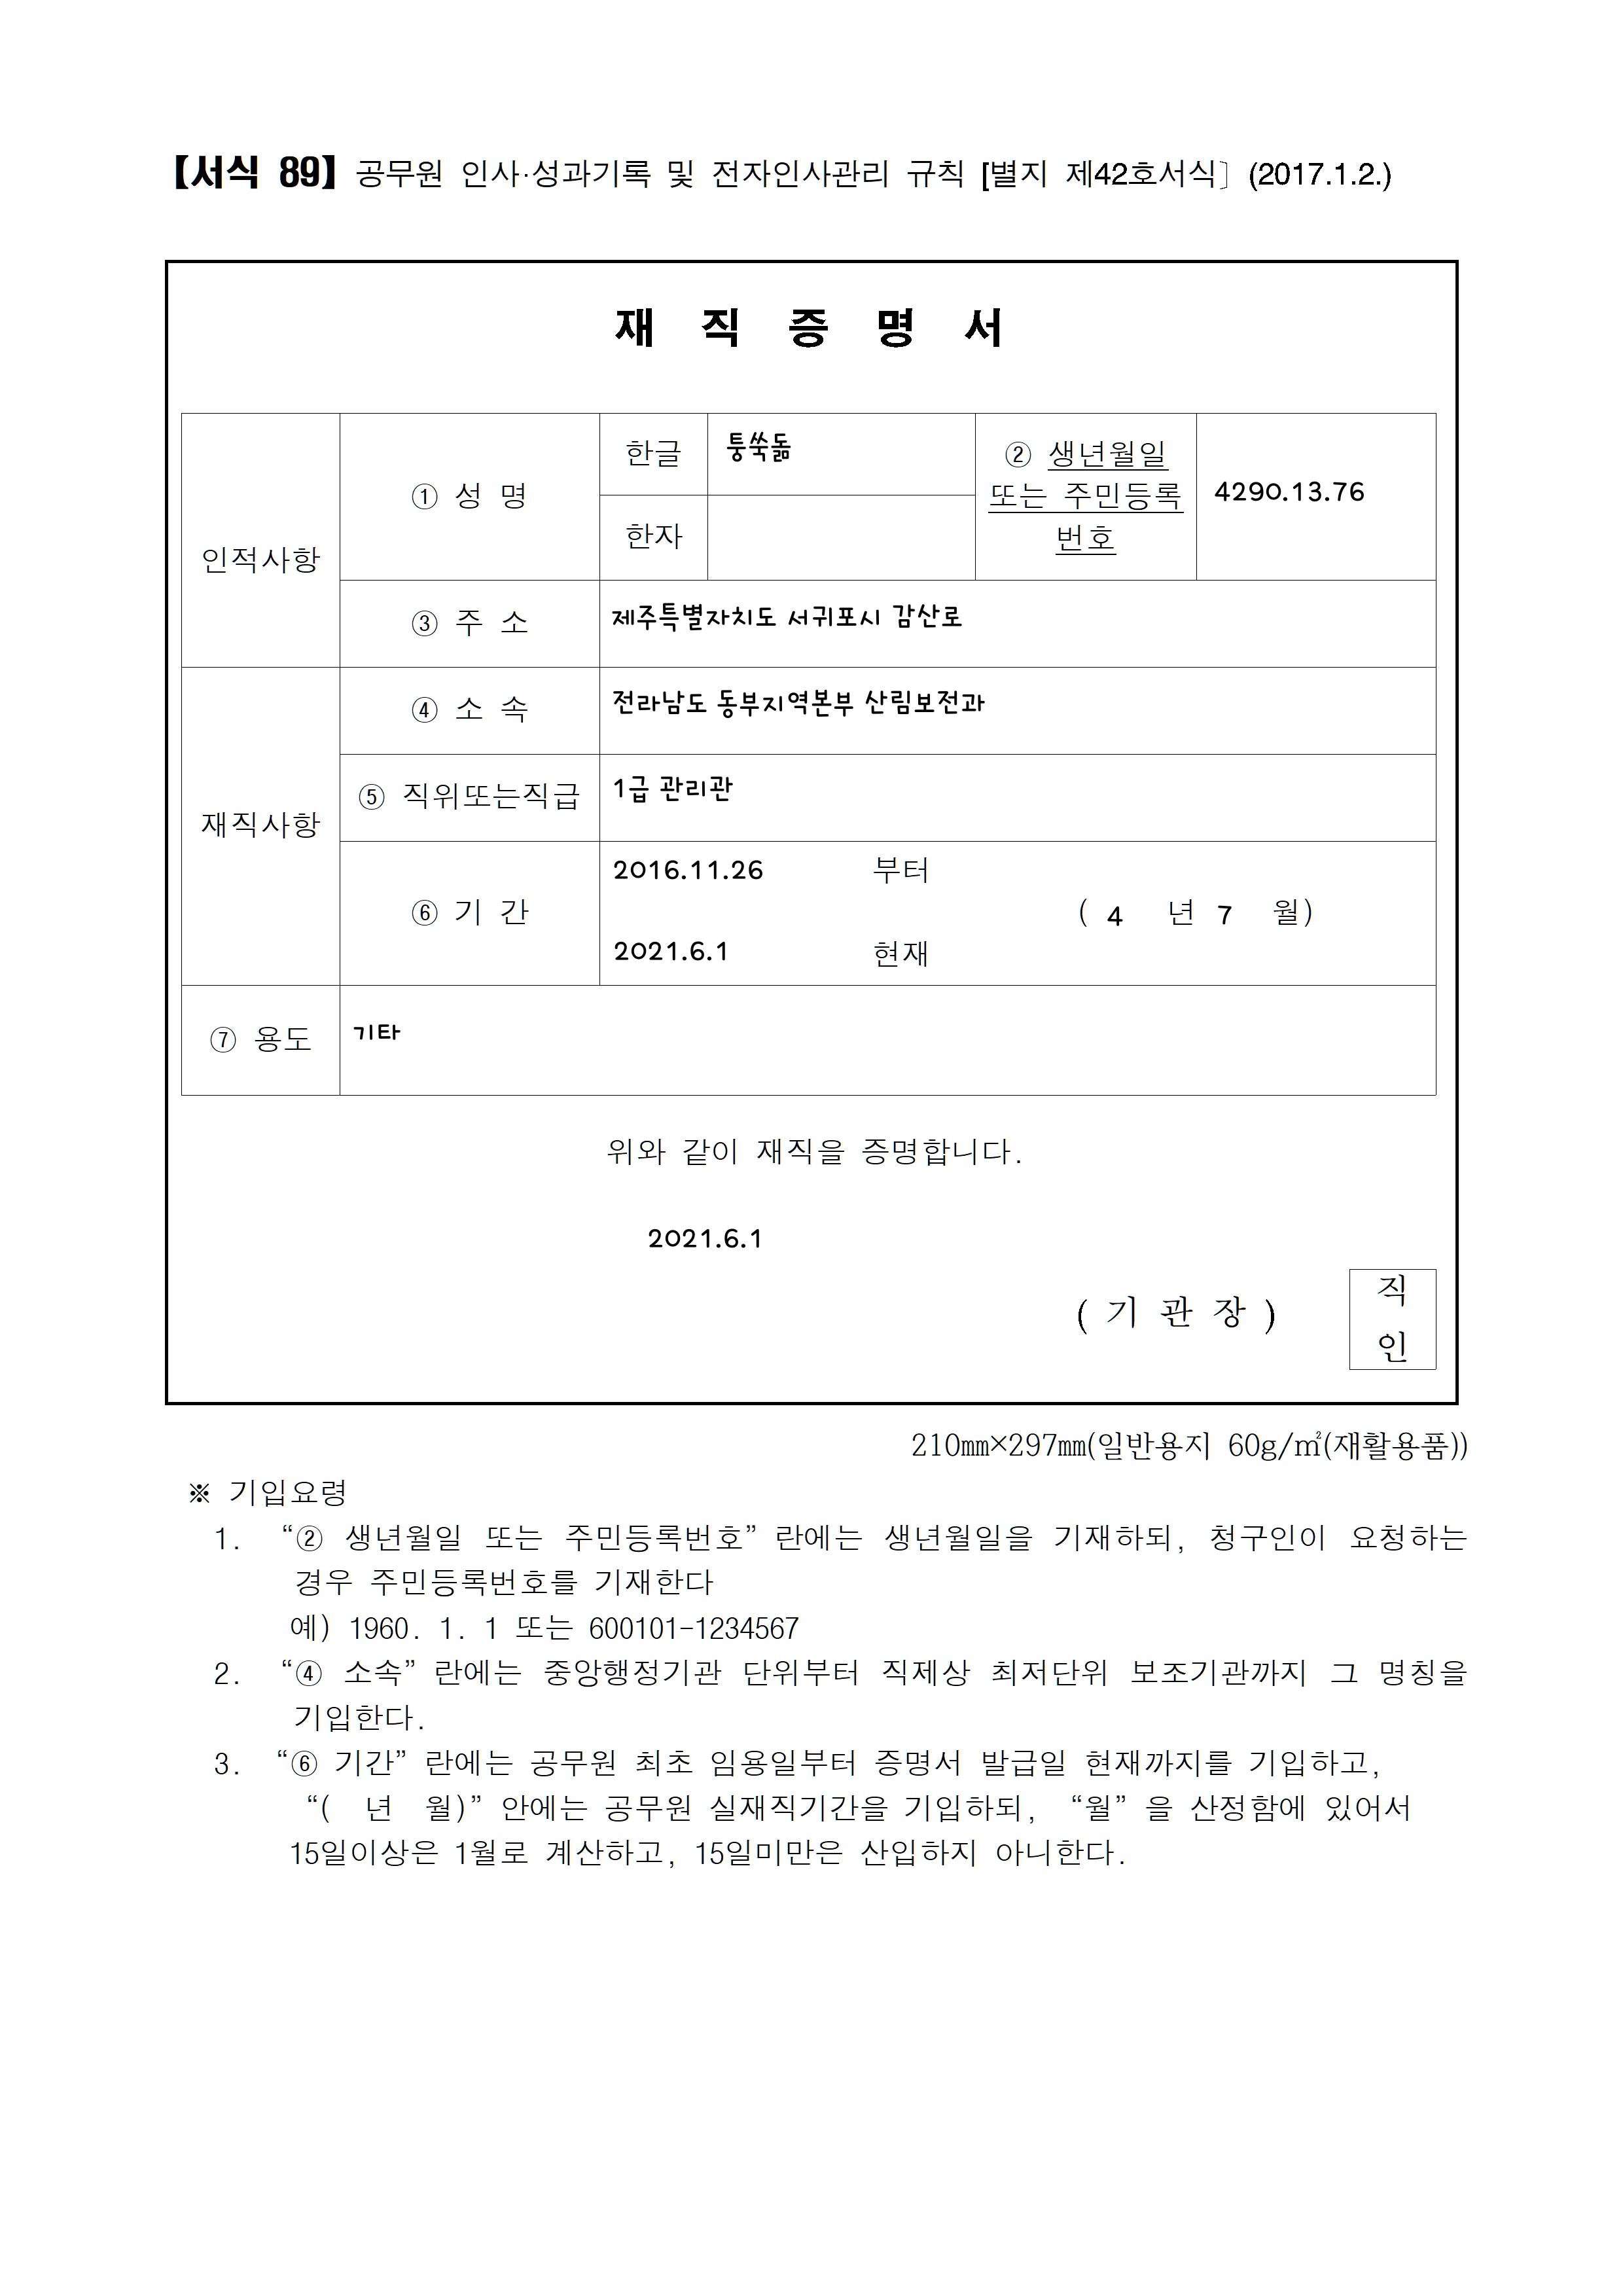 【서식 89】 공무원 인사·성과기록 및 전자인사관리 규칙 [별지 제42호서식〕 (2017.1.2.)
재 직 증 명 서
인적사항
① 성 명
한글
퉁쑥돎
한자
② 생년월일
또는 주민등록
번호
4290.13.76
③ 주 소
제주특별자치도 서귀포시 감산로
재직사항
④ 소 속
전라남도 동부지역본부 산림보전과
⑤ 직위또는직급
1급 관리관
⑥ 기 간
2016.11.26 부터
( 4 년 7 월)
2021.6.1 현재
⑦ 용도
기타
위와 같이 재직을 증명합니다.
2021.6.1
( 기 관 장 )
직
인
210㎜×297㎜(일반용지 60g/㎡(재활용품))
※ 기입요령
1. “② 생년월일 또는 주민등록번호” 란에는 생년월일을 기재하되, 청구인이 요청하는
경우 주민등록번호를 기재한다
예) 1960. 1. 1 또는 600101-1234567
2. “④ 소속” 란에는 중앙행정기관 단위부터 직제상 최저단위 보조기관까지 그 명칭을
기입한다.
3. “⑥ 기간” 란에는 공무원 최초 임용일부터 증명서 발급일 현재까지를 기입하고,
“( 년 월)” 안에는 공무원 실재직기간을 기입하되, “월” 을 산정함에 있어서
15일이상은 1월로 계산하고, 15일미만은 산입하지 아니한다.